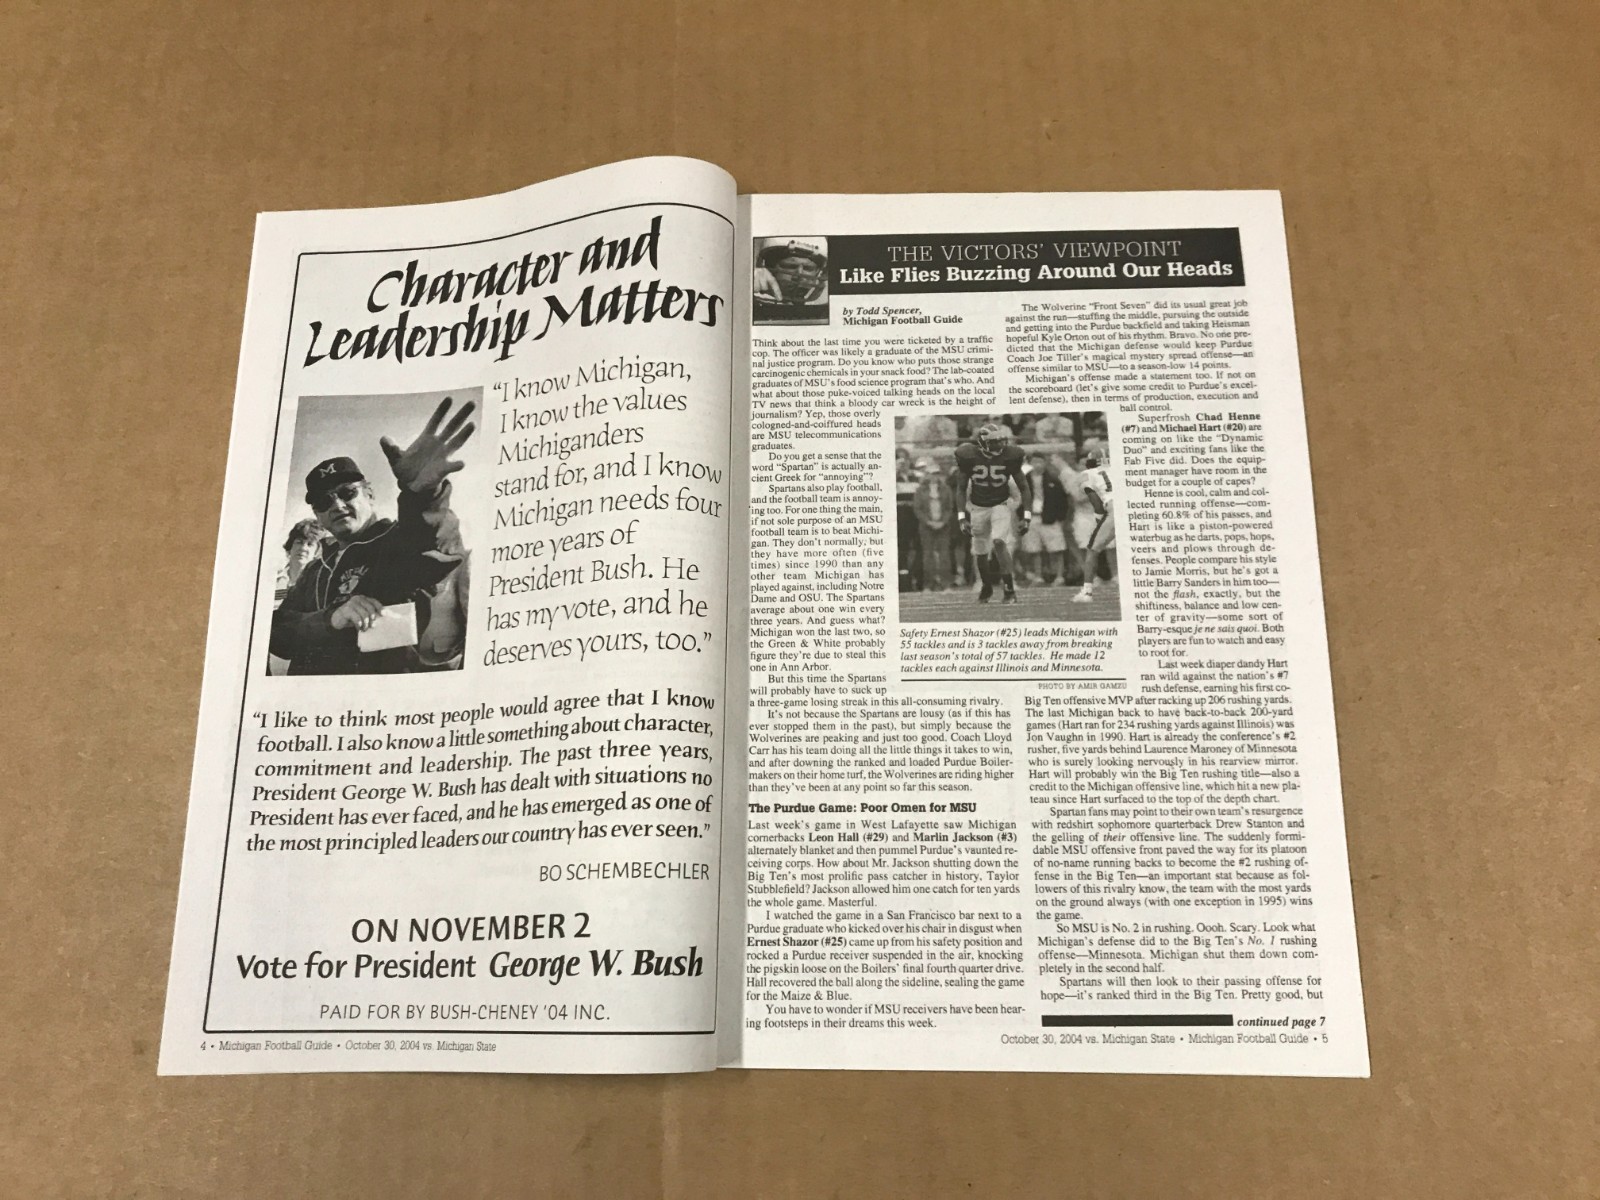 Character and
Leadership Matters
"I know Michigan,
I know the values
Michiganders
stand for, and I know
Michigan needs four
more years of
President Bush. He
has my vote, and he
deserves yours, too."
M
"I like to think most people would agree that I know
football. I also know a little something about character,
commitment and leadership. The past three years,
President George W. Bush has dealt with situations no
President has ever faced, and he has emerged as one of
the most principled leaders our country has ever seen."
BO SCHEMBECHLER
ON NOVEMBER 2
Vote for President George W. Bush
PAID FOR BY BUSH-CHENEY '04 INC.
4 • Michigan Football Guide • October 30, 2004 vs. Michigan State
THE VICTORS' VIEWPOINT
Like Flies Buzzing Around Our Heads
by Todd Spencer,
Michigan Football Guide
Think about the last time you were ticketed by a traffic
cop. The officer was likely a graduate of the MSU crimi-
nal justice program. Do you know who puts those strange
carcinogenic chemicals in your snack food? The lab-coated
graduates of MSU's food science program that's who. And
what about those puke-voiced talking heads on the local
TV news that think a bloody car wreck is the height of
journalism? Yep, those overly
cologned-and-coiffured heads
are MSU telecommunications
graduates.
Do you get a sense that the
word "Spartan" is actually an-
cient Greek for "annoying"?
Spartans also play football,
and the football team is annoy-
ing too. For one thing the main,
if not sole purpose of an MSU
football team is to beat Michi-
gan. They don't normally, but
they have more often (five
times) since 1990 than any
other team Michigan has
played against, including Notre
Dame and OSU. The Spartans
average about one win every
three years. And guess what?
Michigan won the last two, so
the Green & White probably
figure they're due to steal this
one in Ann Arbor.
But this time the Spartans
will probably have to suck up
a three-game losing streak in this all-consuming rivalry.
It's not because the Spartans are lousy (as if this has
ever stopped them in the past), but simply because the
Wolverines are peaking and just too good. Coach Lloyd
Carr has his team doing all the little things it takes to win,
and after downing the ranked and loaded Purdue Boiler-
makers on their home turf, the Wolverines are riding higher
than they've been at any point so far this season.
The Purdue Game: Poor Omen for MSU
Last week's game in West Lafayette saw Michigan
cornerbacks Leon Hall (#29) and Marlin Jackson (#3)
alternately blanket and then pummel Purdue's vaunted re-
ceiving corps. How about Mr. Jackson shutting down the
Big Ten's most prolific pass catcher in history, Taylor
Stubblefield? Jackson allowed him one catch for ten yards
the whole game. Masterful.
I watched the game in a San Francisco bar next to a
Purdue graduate who kicked over his chair in disgust when
Ernest Shazor (#25) came up from his safety position and
rocked a Purdue receiver suspended in the air, knocking
the pigskin loose on the Boilers' final fourth quarter drive.
Hall recovered the ball along the sideline, sealing the game
for the Maize & Blue.
You have to wonder if MSU receivers have been hear-
ing footsteps in their dreams this week.
25
Safety Ernest Shazor (#25) leads Michigan with
55 tackles and is 3 tackles away from breaking
last season's total of 57 tackles. He made 12
tackles each against Illinois and Minnesota.
PHOTO BY AMIR GAMZU
The Wolverine "Front Seven" did its usual great job
against the run—stuffing the middle, pursuing the outside
and getting into the Purdue backfield and taking Heisman
hopeful Kyle Orton out of his rhythm. Bravo. No one pre-
dicted that the Michigan defense would keep Purdue
Coach Joe Tiller's magical mystery spread offense—an
offense similar to MSU—to a season-low 14 points.
Michigan's offense made a statement too. If not on
the scoreboard (let's give some credit to Purdue's excel-
lent defense), then in terms of production, execution and
ball control.
Superfrosh Chad Henne
(#7) and Michael Hart (#20) are
coming on like the "Dynamic
Duo" and exciting fans like the
Fab Five did. Does the equip-
ment manager have room in the
budget for a couple of capes?
Henne is cool, calm and col-
lected running offense—com-
pleting 60.8% of his passes, and
Hart is like a piston-powered
waterbug as he darts, pops, hops,
veers and plows through de-
fenses. People compare his style
to Jamie Morris, but he's got a
little Barry Sanders in him too—
not the flash, exactly, but the
shiftiness, balance and low cen-
ter of gravity—some sort of
Barry-esque je ne sais quoi. Both
players are fun to watch and easy
to root for.
Last week diaper dandy Hart
ran wild against the nation's #7
rush defense, earning his first co-
Big Ten offensive MVP after racking up 206 rushing yards.
The last Michigan back to have back-to-back 200-yard
games (Hart ran for 234 rushing yards against Illinois) was
Jon Vaughn in 1990. Hart is already the conference's #2
rusher, five yards behind Laurence Maroney of Minnesota
who is surely looking nervously in his rearview mirror.
Hart will probably win the Big Ten rushing title—also a
credit to the Michigan offensive line, which hit a new pla-
teau since Hart surfaced to the top of the depth chart.
Spartan fans may point to their own team's resurgence
with redshirt sophomore quarterback Drew Stanton and
the gelling of their offensive line. The suddenly formi-
dable MSU offensive front paved the way for its platoon
of no-name running backs to become the #2 rushing of-
fense in the Big Ten—an important stat because as fol-
lowers of this rivalry know, the team with the most yards
on the ground always (with one exception in 1995) wins
the game.
So MSU is No. 2 in rushing. Oooh. Scary. Look what
Michigan's defense did to the Big Ten's No. 1 rushing
offense—Minnesota. Michigan shut them down com-
pletely in the second half.
Spartans will then look to their passing offense for
hope—it's ranked third in the Big Ten. Pretty good, but
continued page 7
October 30, 2004 vs. Michigan State • Michigan Football Guide • 5